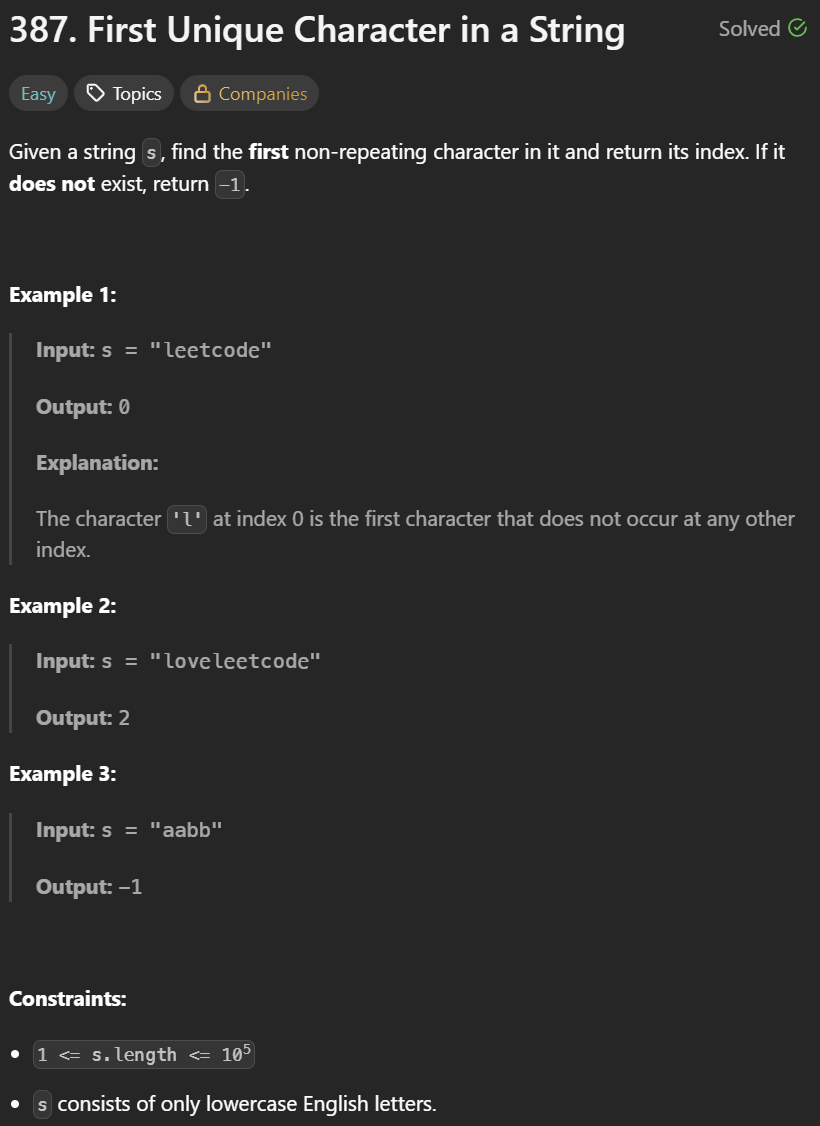 387. First Unique Character in a String
Solved
Easy
Topics
Companies
Given a string s, find the first non-repeating character in it and return its index. If it
does not exist, return -1.
Example 1:
Input: s = "leetcode"
Output: 0
Explanation:
The character 'l' at index 0 is the first character that does not occur at any other
index.
Example 2:
Input: s = "loveleetcode"
Output: 2
Example 3:
Input: s = "aabb"
Output: -1
Constraints:
• 1 <= s.length <= 10⁵
• s consists of only lowercase English letters.